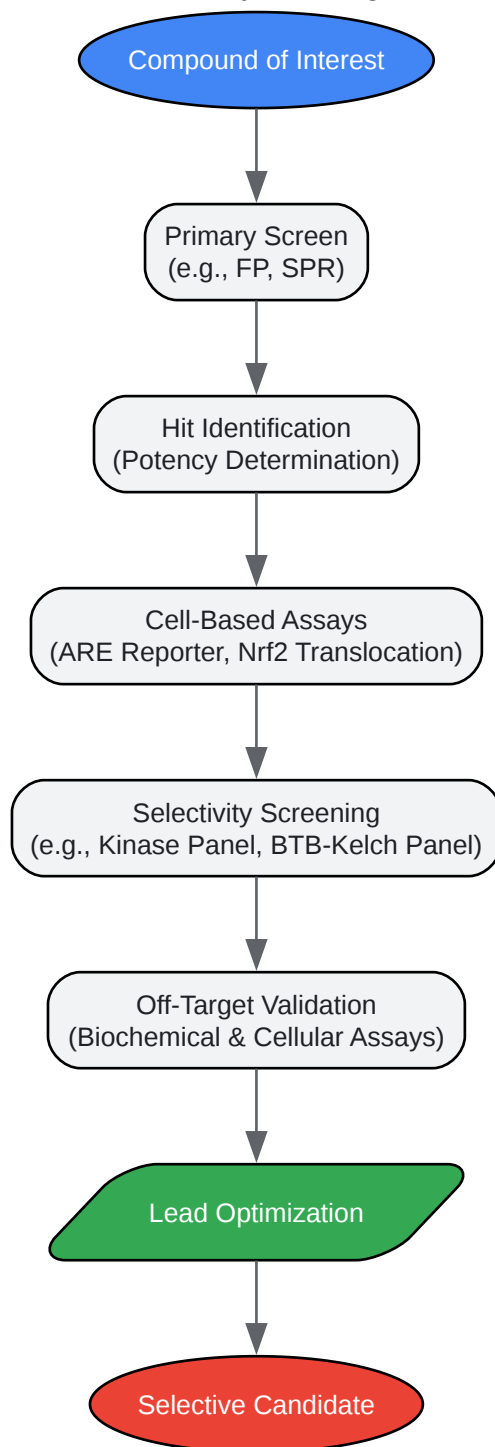 Compound of Interest
Primary Screen
(e.g., FP, SPR)
Hit Identification
(Potency Determination)
Cell-Based Assays
(ARE Reporter, Nrf2 Translocation)
Selectivity Screening
(e.g., Kinase Panel, BTB-Kelch Panel)
Off-Target Validation
(Biochemical & Cellular Assays)
Lead Optimization
Selective Candidate